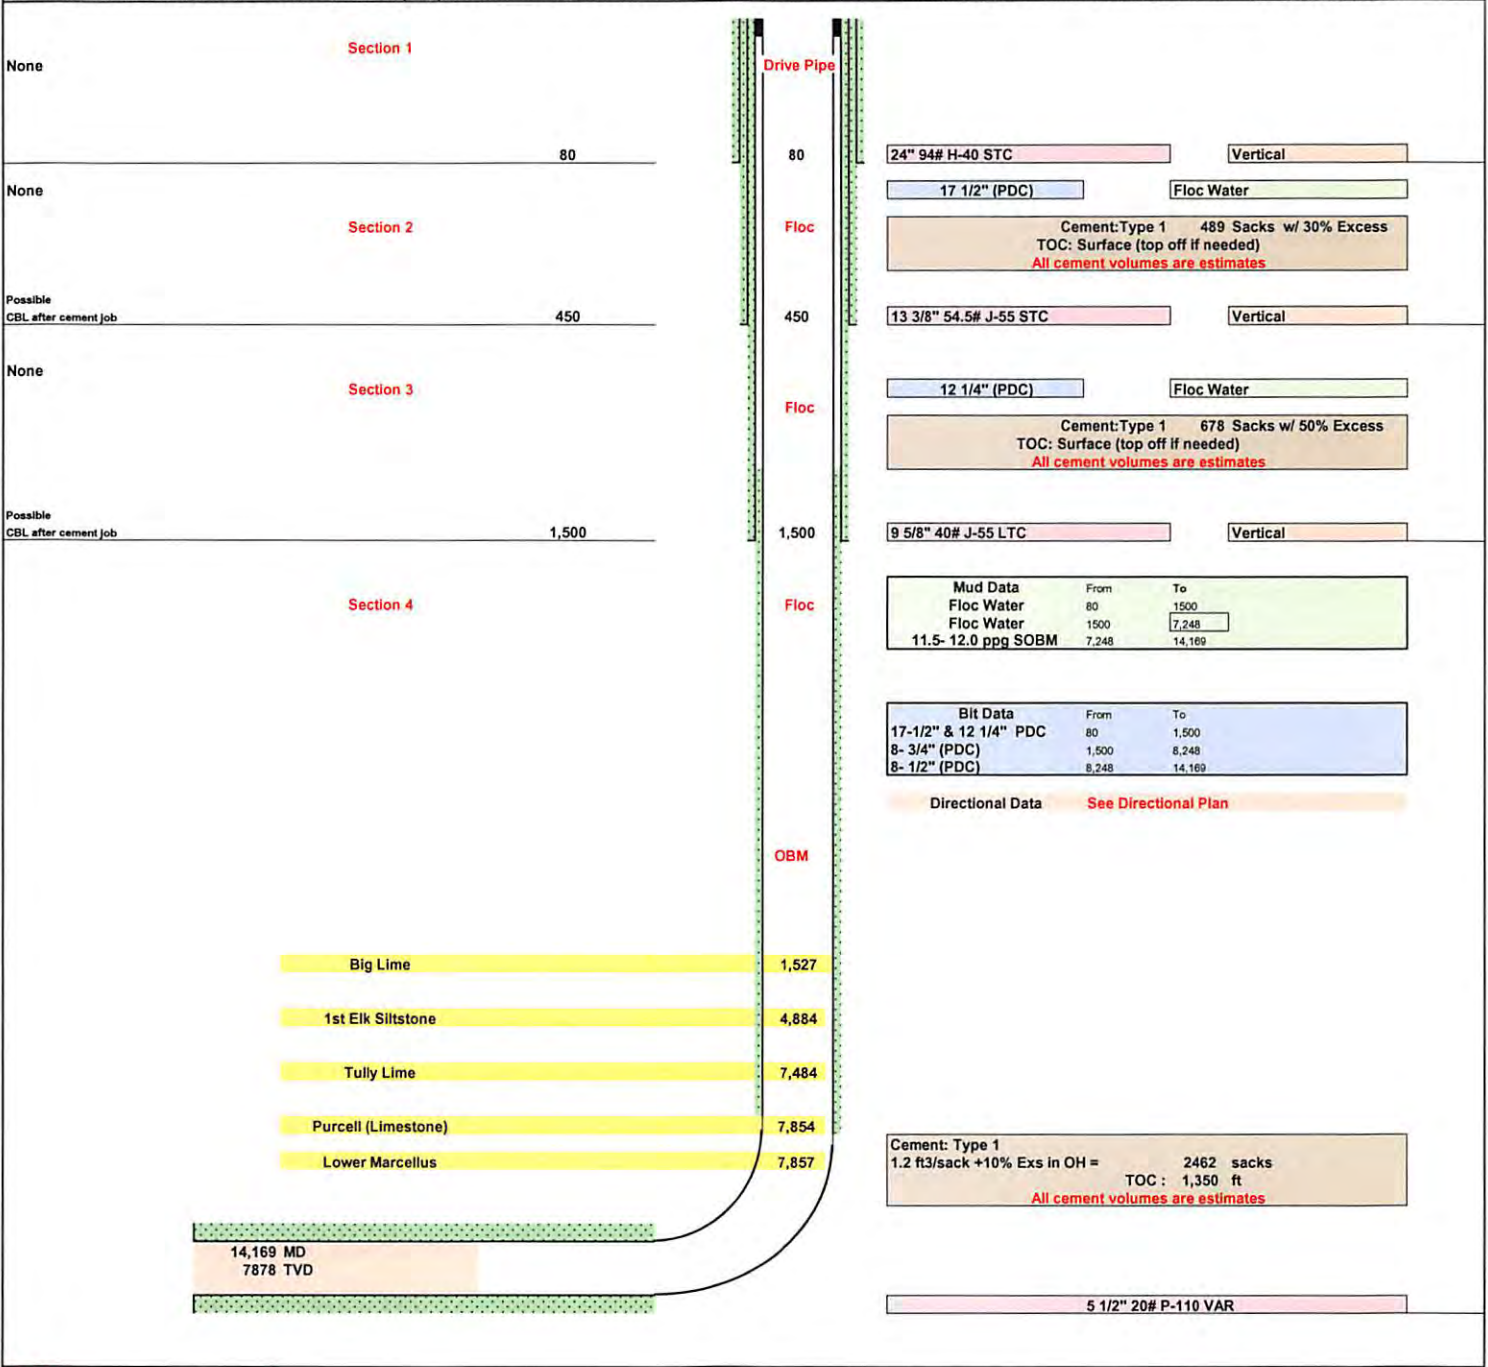 Section 1
None
Drive Pipe
80
80
24" 94# H-40 STC
Vertical
None
17 1/2" (PDC)
Floc Water
Section 2
Floc
Cement:Type 1 489 Sacks w/ 30% Excess
TOC: Surface (top off if needed)
All cement volumes are estimates
Possible
CBL after cement job
450
450
13 3/8" 54.5# J-55 STC
Vertical
None
Section 3
12 1/4" (PDC)
Floc Water
Floc
Cement:Type 1 678 Sacks w/ 50% Excess
TOC: Surface (top off if needed)
All cement volumes are estimates
Possible
CBL after cement job
1,500
1,500
9 5/8" 40# J-55 LTC
Vertical
Section 4
Floc
Mud Data From To
Floc Water 80 1500
Floc Water 1500 7,248
11.5- 12.0 ppg SOBM 7,248 14,169
Bit Data From To
17-1/2" & 12 1/4" PDC 80 1,500
8- 3/4" (PDC) 1,500 8,248
8- 1/2" (PDC) 8,248 14,169
Directional Data See Directional Plan
OBM
Big Lime 1,527
1st Elk Siltstone 4,884
Tully Lime 7,484
Purcell (Limestone) 7,854
Lower Marcellus 7,857
Cement: Type 1
1.2 ft3/sack +10% Exs in OH = 2462 sacks
TOC : 1,350 ft
All cement volumes are estimates
14,169 MD
7878 TVD
5 1/2" 20# P-110 VAR